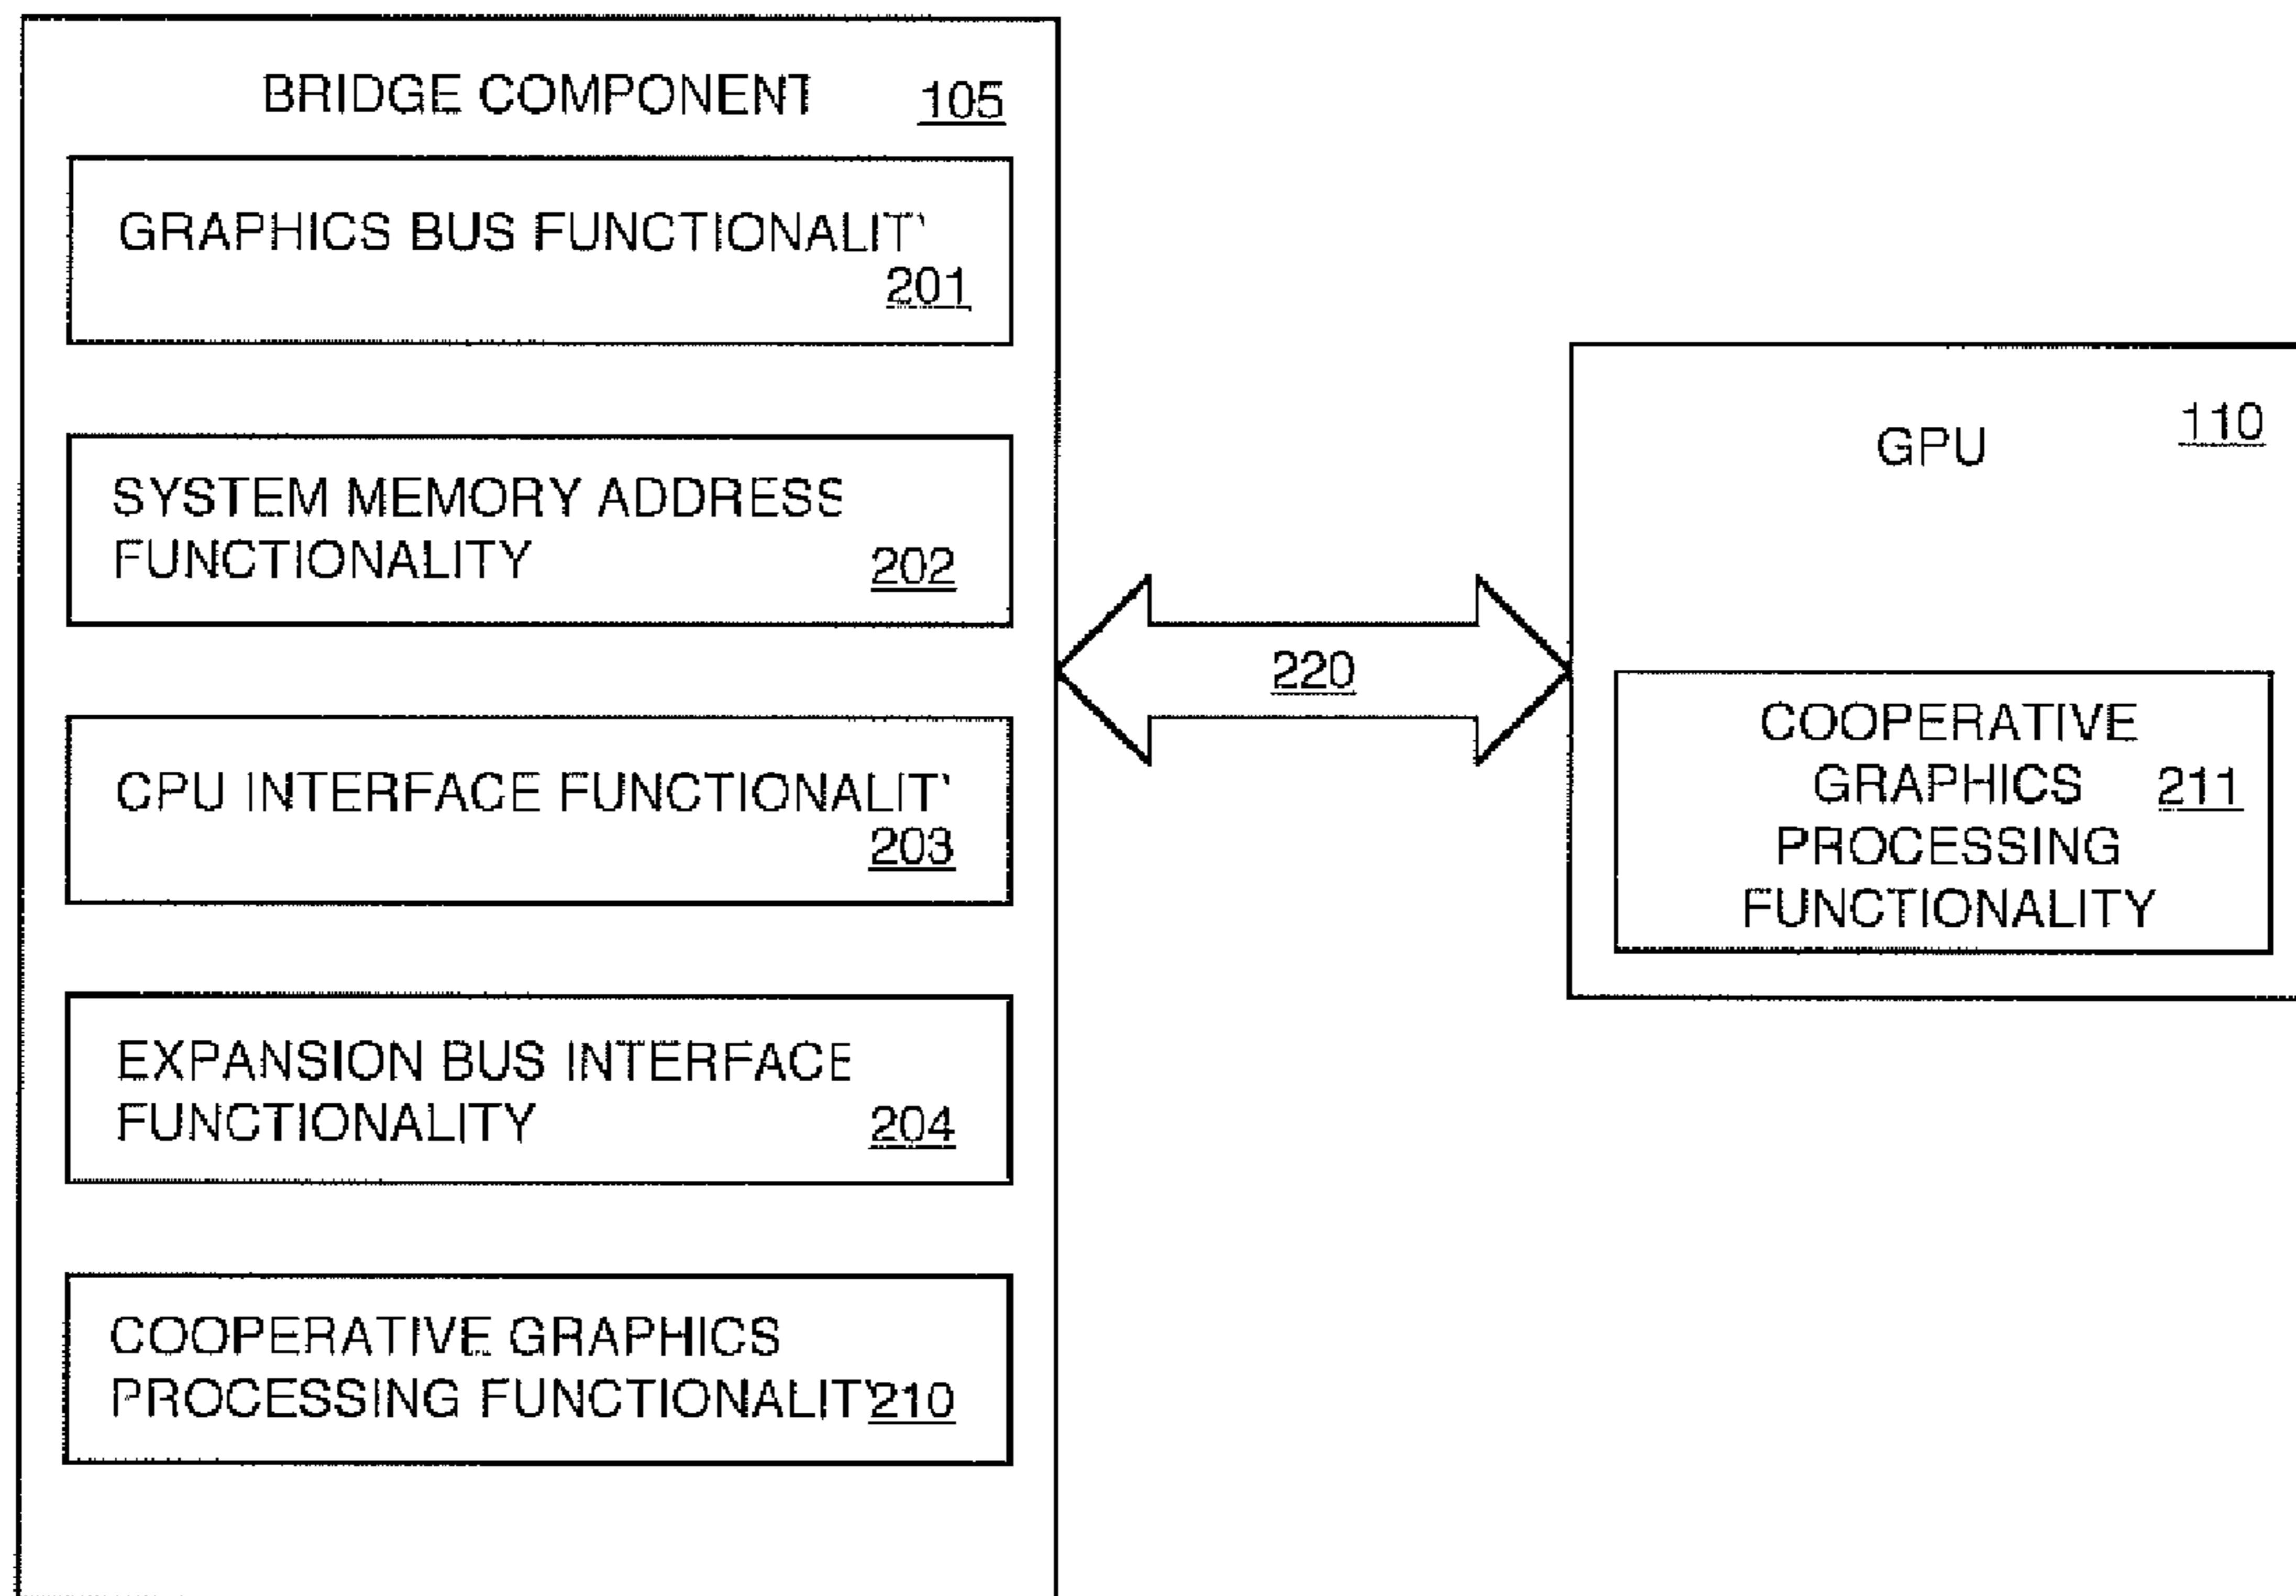 BRIDGE COMPONENT 105
GRAPHICS BUS FUNCTIONALIT
201
SYSTEM MEMORY ADDRESS
FUNCTIONALITY 202
CPU INTERFACE FUNCTIONALIT
203
EXPANSION BUS INTERFACE
FUNCTIONALITY 204
COOPERATIVE GRAPHICS
PROCESSING FUNCTIONALIT 210
220
GPU 110
COOPERATIVE
GRAPHICS 211
PROCESSING
FUNCTIONALITY